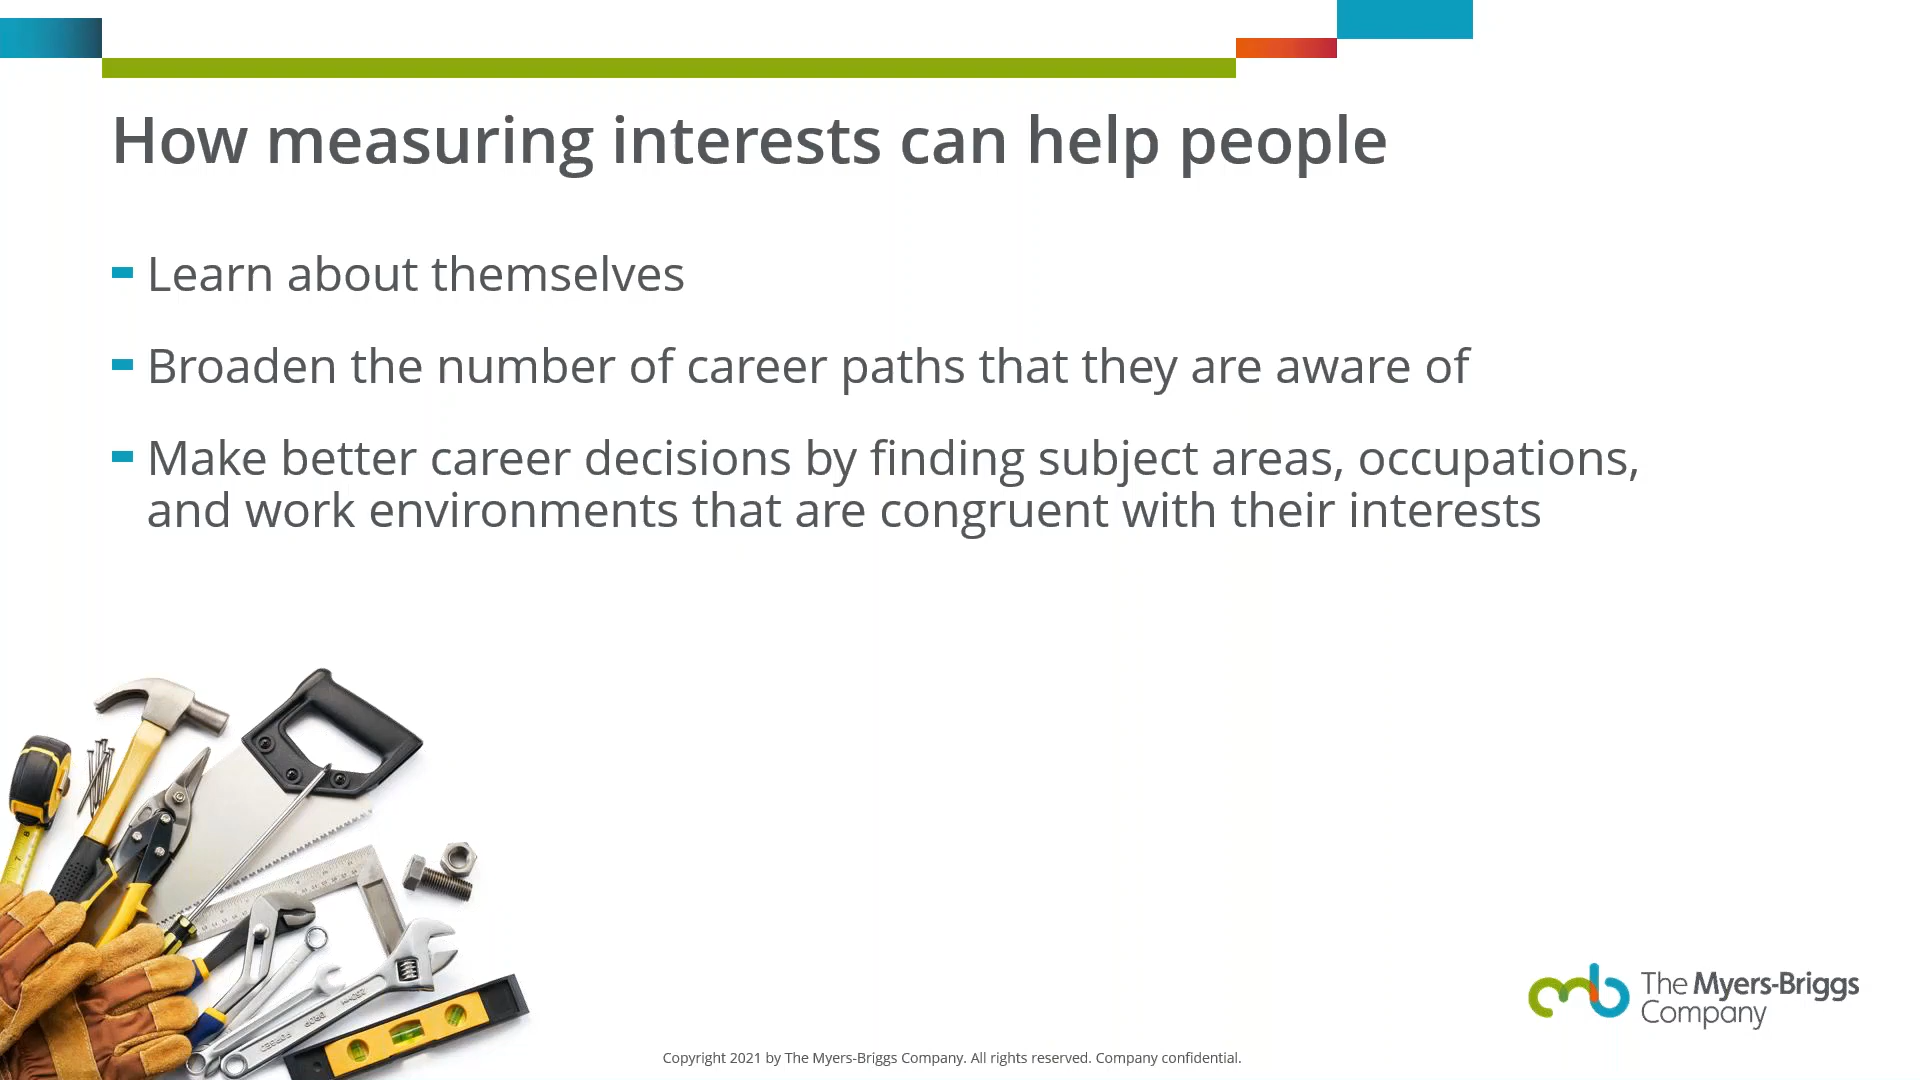 How measuring interests can help people
Learn about themselves
Broaden the number of career paths that they are aware of
Make better career decisions by finding subject areas, occupations,
and work environments that are congruent with their interests
The Myers-Briggs
Company
Copyright 2021 by The Myers-Briggs Company. All rights reserved. Company confidential.